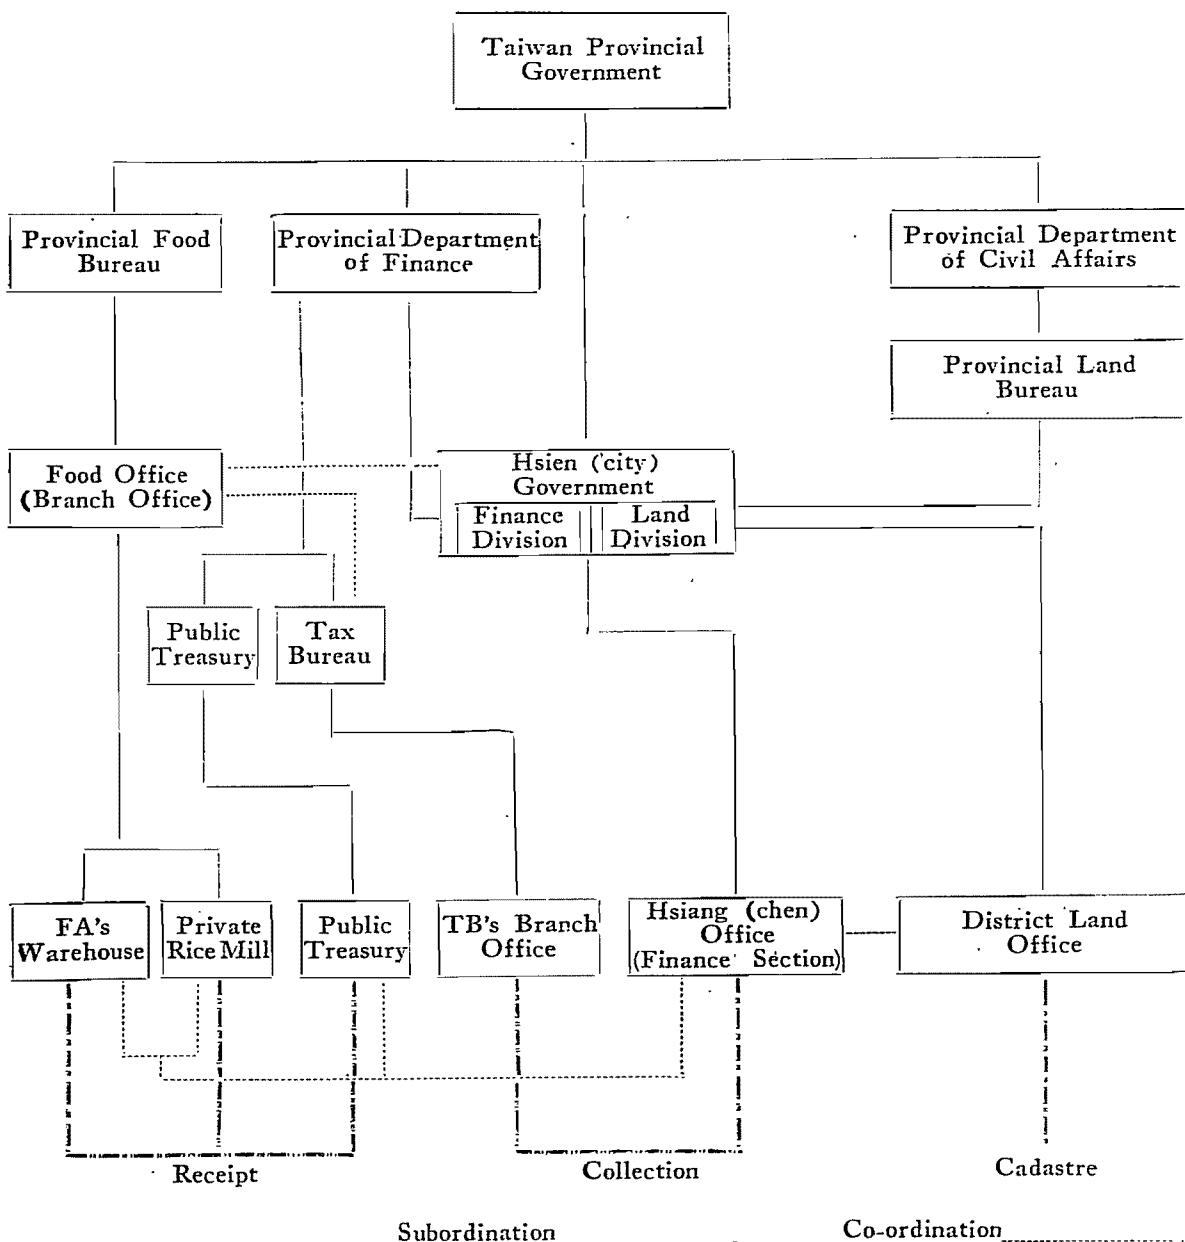 Taiwan Provincial
Government
Provincial Food
Bureau
Provincial Department
of Finance
Provincial Department
of Civil Affairs
Provincial Land
Bureau
Food Office
(Branch Office)
Hsien (city)
Government
Finance
Division
Land
Division
Public
Treasury
Tax
Bureau
FA's
Warehouse
Private
Rice Mill
Public
Treasury
TB's Branch
Office
Hsiang (chen)
Office
(Finance Section)
District Land
Office
Receipt
Collection
Cadastre
Subordination
Co-ordination